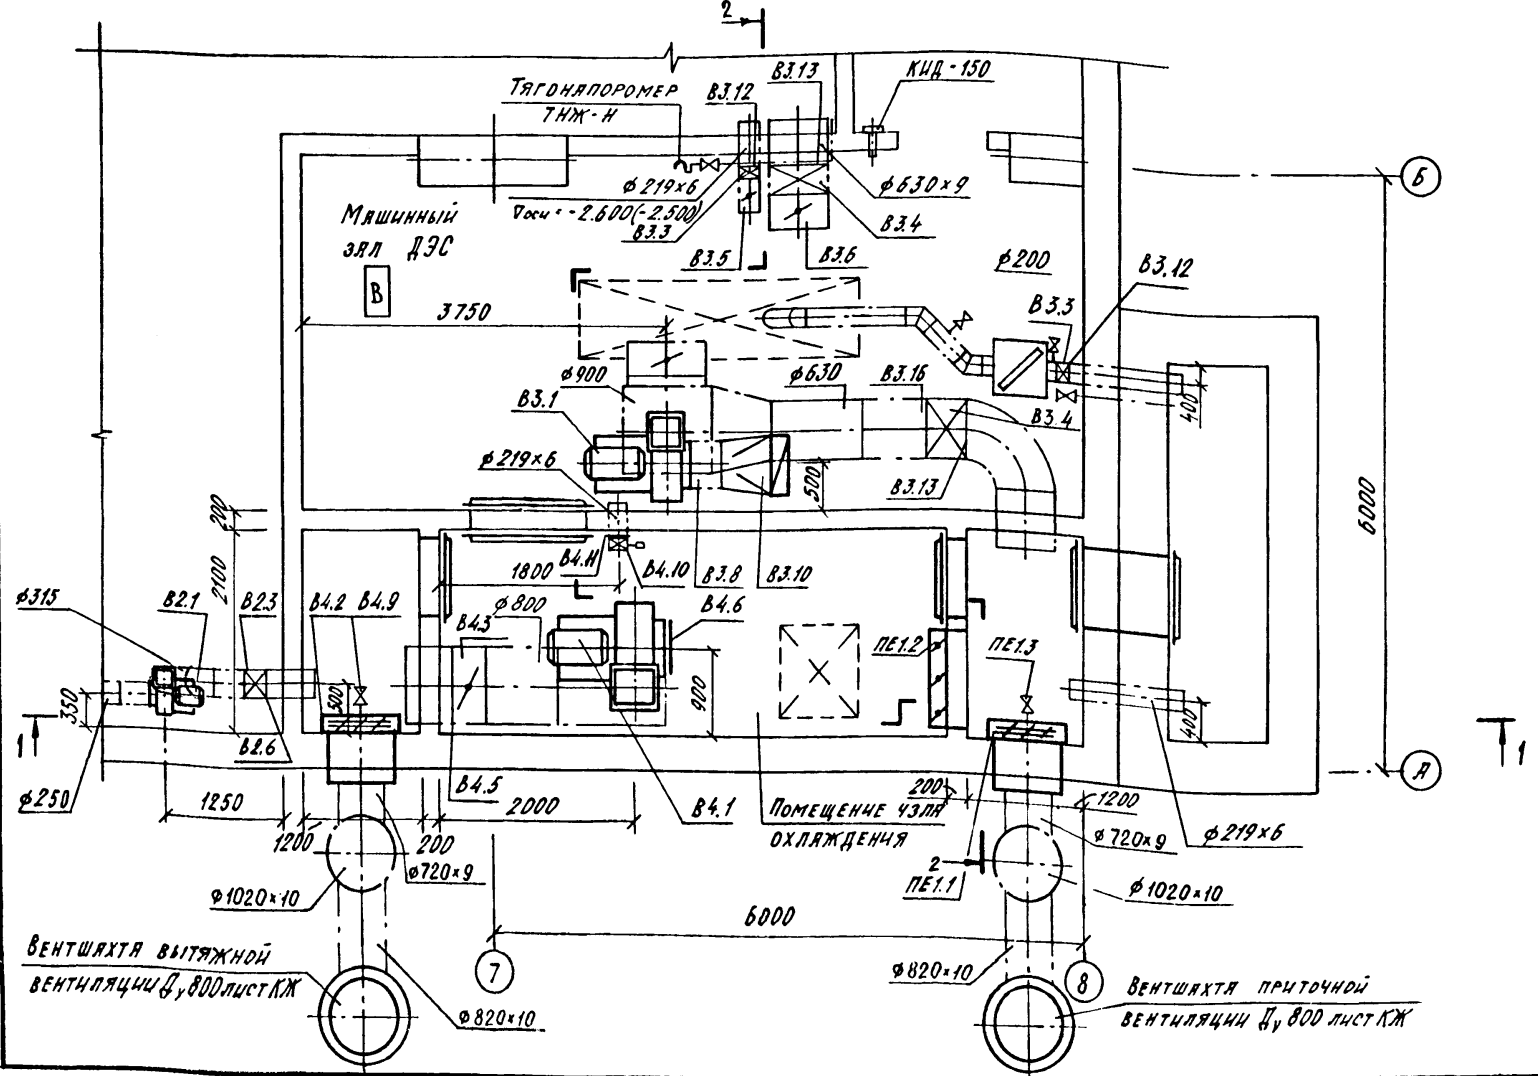 2
КИД-150
В3.13
Тягонапоромер
ТНЖ-Н
В3.12
ф219×6
ф630×9
▽оси = -2.600(-2.500)
В3.3
В3.4
Б
Машинный
зал ДЭС
В
В3.5
В3.6
ф200
В3.12
В3.3
3750
ф900
ф630
В3.16
В3.1
В3.4
400
ф219×6
500
В3.13
6000
200
2100
1800
В4.Н
В4.10
В3.8
В3.10
ф315
В2.1
В2.3
В4.2
В4.9
В4.3
ф800
В4.6
ПЕ1.2
ПЕ1.3
500
900
350
400
1
В2.6
1
ф250
1250
В4.5
2000
В4.1
Помещение узла
охлаждения
200
1200
А
1200
200
ф720×9
ф720×9
ф219×6
2
ПЕ1.1
ф1020×10
ф1020×10
6000
Вентшахта вытяжной
вентиляции Ду 800 лист КЖ
7
ф820×10
8
Вентшахта приточной
вентиляции Ду 800 лист КЖ
ф820×10